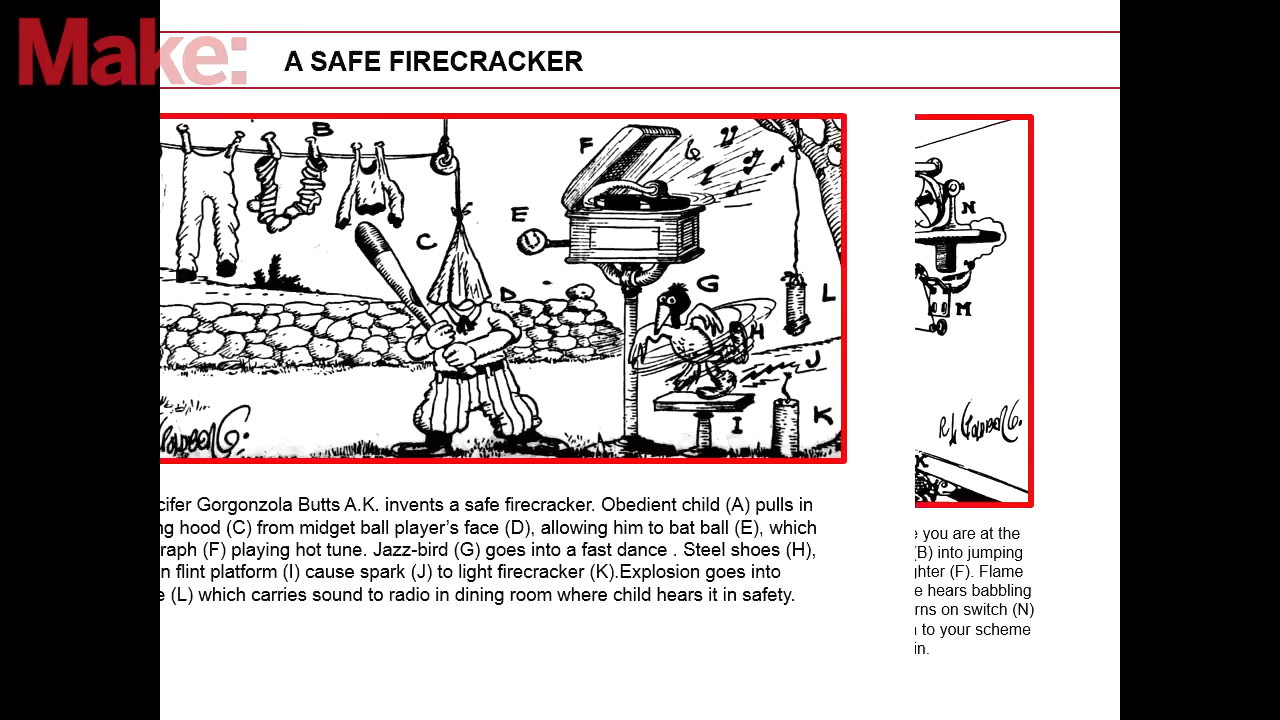 Make:
A SAFE FIRECRACKER
B
C
D
E
F
G
H
I
J
K
L
N
M
K
cifer Gorgonzola Butts A.K. invents a safe firecracker. Obedient child (A) pulls in
ng hood (C) from midget ball player's face (D), allowing him to bat ball (E), which
raph (F) playing hot tune. Jazz-bird (G) goes into a fast dance . Steel shoes (H),
n flint platform (I) cause spark (J) to light firecracker (K).Explosion goes into
e (L) which carries sound to radio in dining room where child hears it in safety.
e you are at the
(B) into jumping
ghter (F). Flame
e hears babbling
rns on switch (N)
n to your scheme
in.